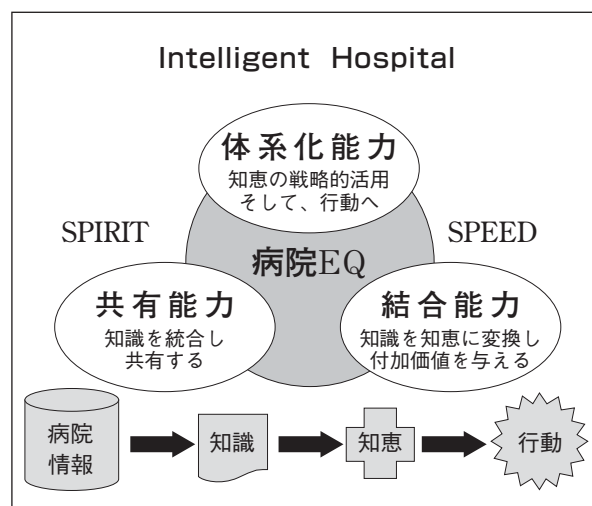 Intelligent Hospital
体系化能力
知恵の戦略的活用
そして、行動へ
SPIRIT
SPEED
病院EQ
共有能力
知識を統合し
共有する
結合能力
知識を知恵に変換し
付加価値を与える
病院
情報
知識
知恵
行動